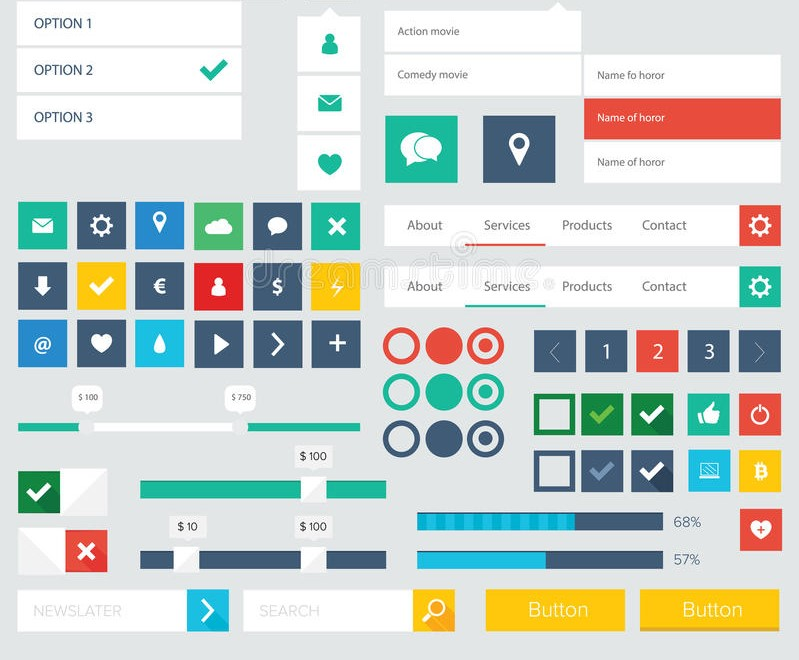 OPTION 1
OPTION 2
OPTION 3
Action movie
Comedy movie
Name fo horor
Name of horor
Name of horor
About Services Products Contact
About Services Products Contact
dreamstime
€
$
@
1 2 3
$ 100
$ 750
$ 100
$ 10
$ 100
68%
57%
NEWSLATER
SEARCH
Button
Button